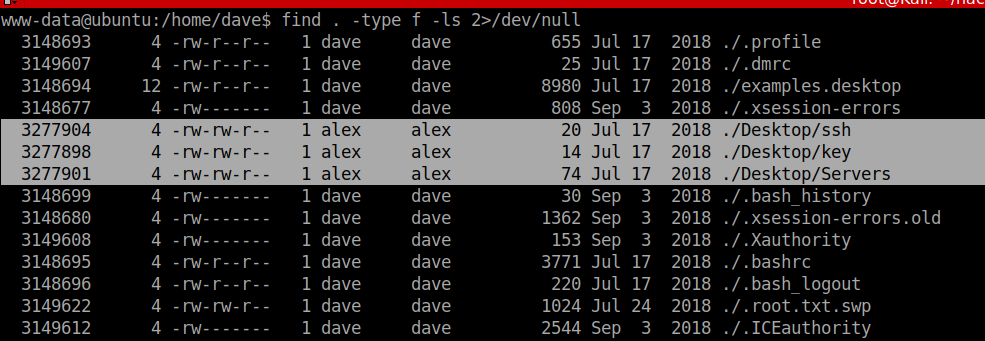 www-data@ubuntu:/home/dave$ find . -type f -ls 2>/dev/null
3148693 4 -rw-r--r-- 1 dave dave 655 Jul 17 2018 ./.profile
3149607 4 -rw-r--r-- 1 dave dave 25 Jul 17 2018 ./.dmrc
3148694 12 -rw-r--r-- 1 dave dave 8980 Jul 17 2018 ./examples.desktop
3148677 4 -rw------- 1 dave dave 808 Sep 3 2018 ./.xsession-errors
3277904 4 -rw-rw-r-- 1 alex alex 20 Jul 17 2018 ./Desktop/ssh
3277898 4 -rw-rw-r-- 1 alex alex 14 Jul 17 2018 ./Desktop/key
3277901 4 -rw-rw-r-- 1 alex alex 74 Jul 17 2018 ./Desktop/Servers
3148699 4 -rw------- 1 dave dave 30 Sep 3 2018 ./.bash_history
3148680 4 -rw------- 1 dave dave 1362 Sep 3 2018 ./.xsession-errors.old
3149608 4 -rw------- 1 dave dave 153 Sep 3 2018 ./.Xauthority
3148695 4 -rw-r--r-- 1 dave dave 3771 Jul 17 2018 ./.bashrc
3148696 4 -rw-r--r-- 1 dave dave 220 Jul 17 2018 ./.bash_logout
3149622 4 -rw-rw-r-- 1 dave dave 1024 Jul 24 2018 ./.root.txt.swp
3149612 4 -rw------- 1 dave dave 2544 Sep 3 2018 ./.ICEauthority